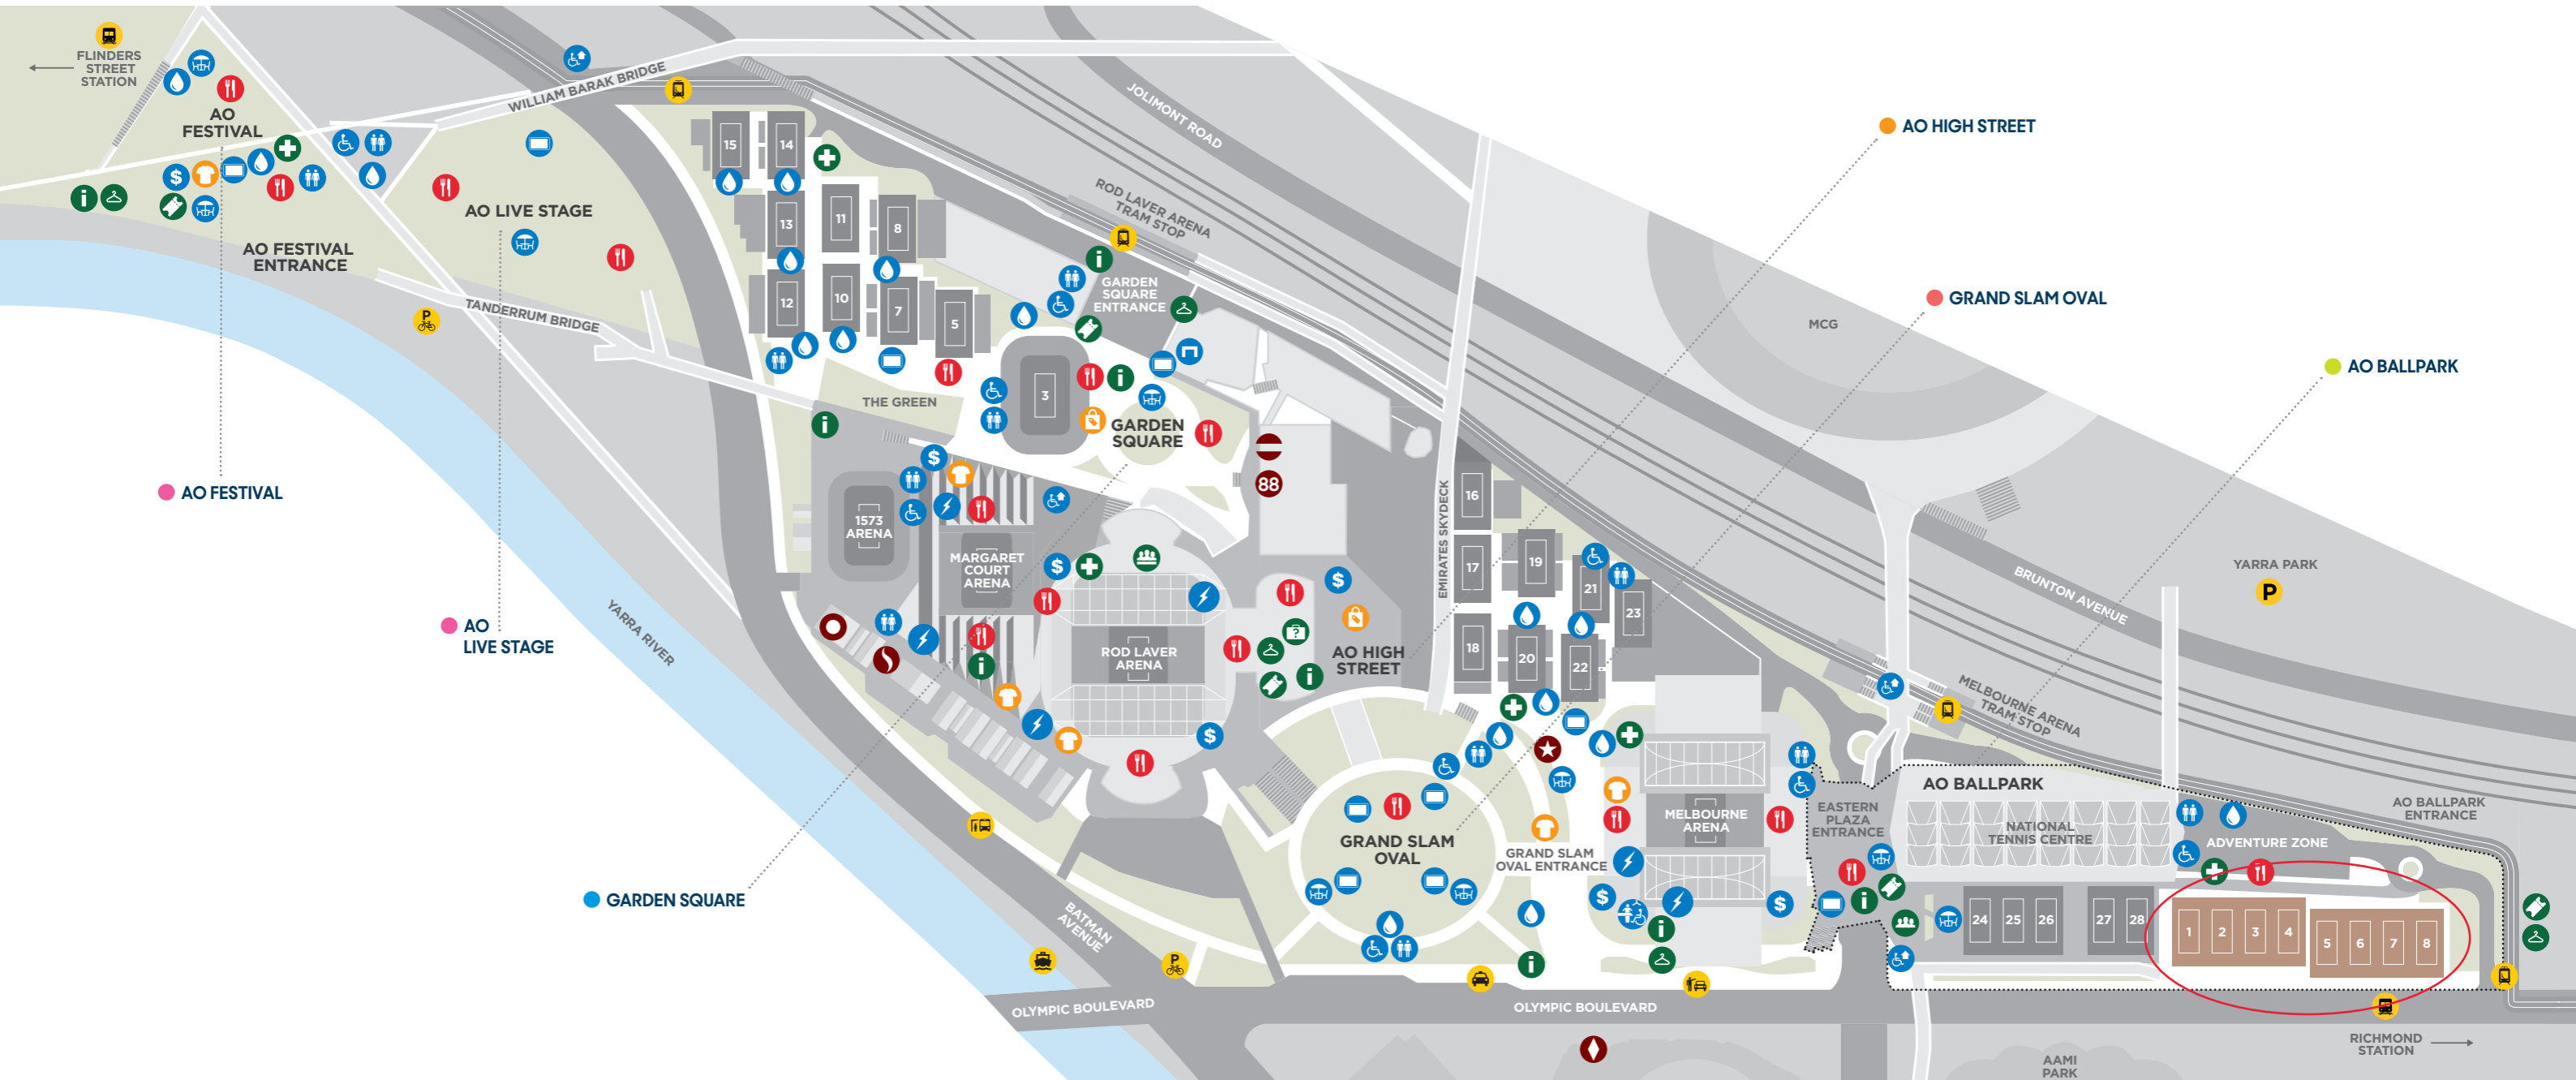 FLINDERS
STREET
STATION
AO
FESTIVAL
$
i
AO FESTIVAL
ENTRANCE
WILLIAM BARAK BRIDGE
AO LIVE STAGE
TANDERRUM BRIDGE
P
AO FESTIVAL
AO
LIVE STAGE
YARRA RIVER
GARDEN SQUARE
15
14
13
11
8
12
10
7
5
THE GREEN
i
JOLIMONT ROAD
ROD LAVER ARENA
TRAM STOP
i
GARDEN
SQUARE
ENTRANCE
3
i
GARDEN
SQUARE
88
$
1573
ARENA
MARGARET
COURT
ARENA
$
i
ROD LAVER
ARENA
$
$
AO HIGH
STREET
?
i
EMIRATES SKYDECK
16
17
18
19
20
21
22
23
AO HIGH STREET
GRAND SLAM OVAL
MCG
AO BALLPARK
BRUNTON AVENUE
YARRA PARK
P
MELBOURNE ARENA
TRAM STOP
GRAND SLAM
OVAL
GRAND SLAM
OVAL ENTRANCE
MELBOURNE
ARENA
$
$
i
i
EASTERN
PLAZA
ENTRANCE
i
AO BALLPARK
NATIONAL
TENNIS CENTRE
ADVENTURE ZONE
AO BALLPARK
ENTRANCE
24
25
26
27
28
1
2
3
4
5
6
7
8
BATMAN
AVENUE
P
OLYMPIC BOULEVARD
OLYMPIC BOULEVARD
RICHMOND
STATION
AAMI
PARK